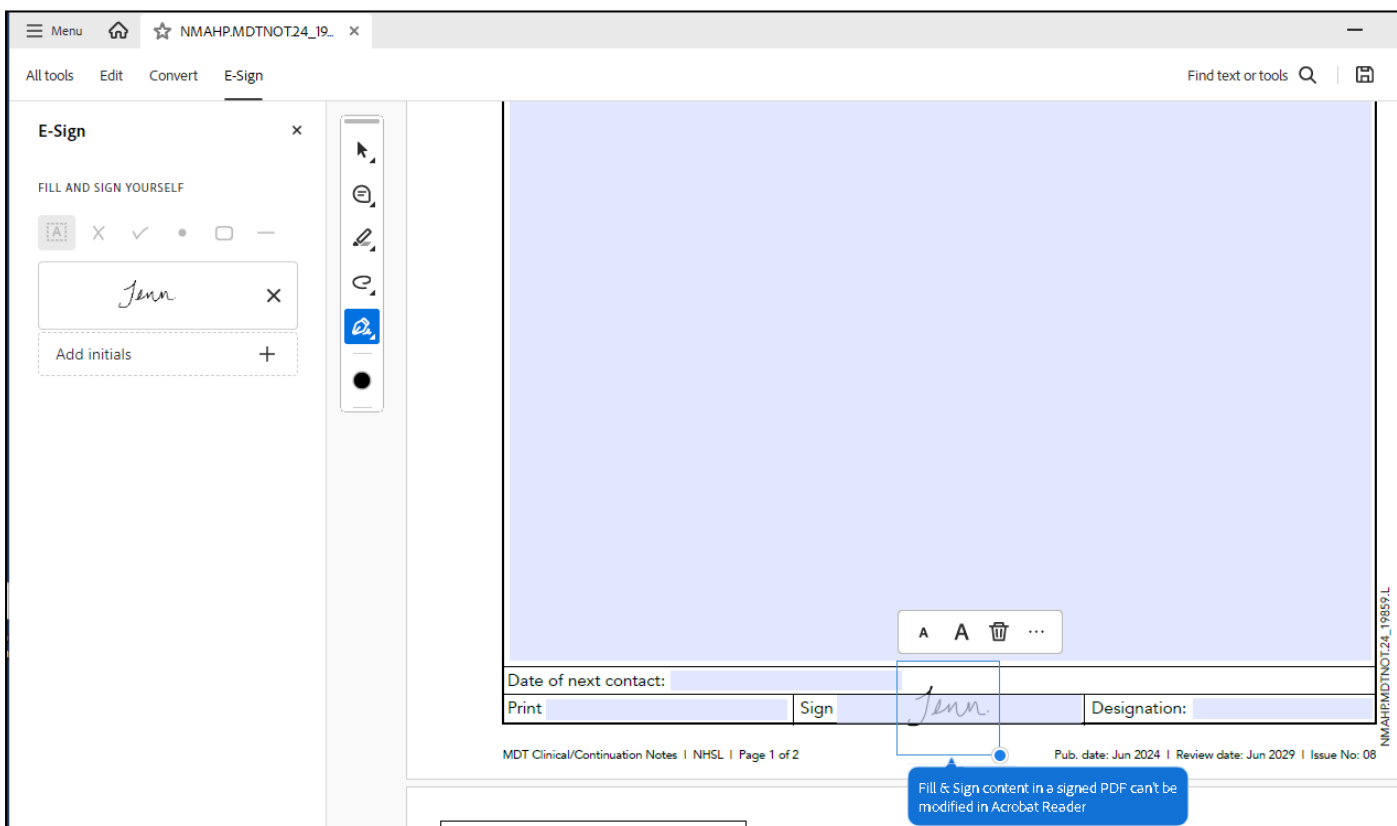 Menu
NMAHP.MDTNOT.24_19...
All tools Edit Convert E-Sign
Find text or tools
E-Sign
FILL AND SIGN YOURSELF
A
Jenn
Add initials
A A
Date of next contact:
Print Sign Jenn. Designation:
MDT Clinical/Continuation Notes | NHSL | Page 1 of 2
Pub. date: Jun 2024 | Review date: Jun 2029 | Issue No: 08
NMAHP.MDTNOT.24_19859.L
Fill & Sign content in a signed PDF can't be
modified in Acrobat Reader